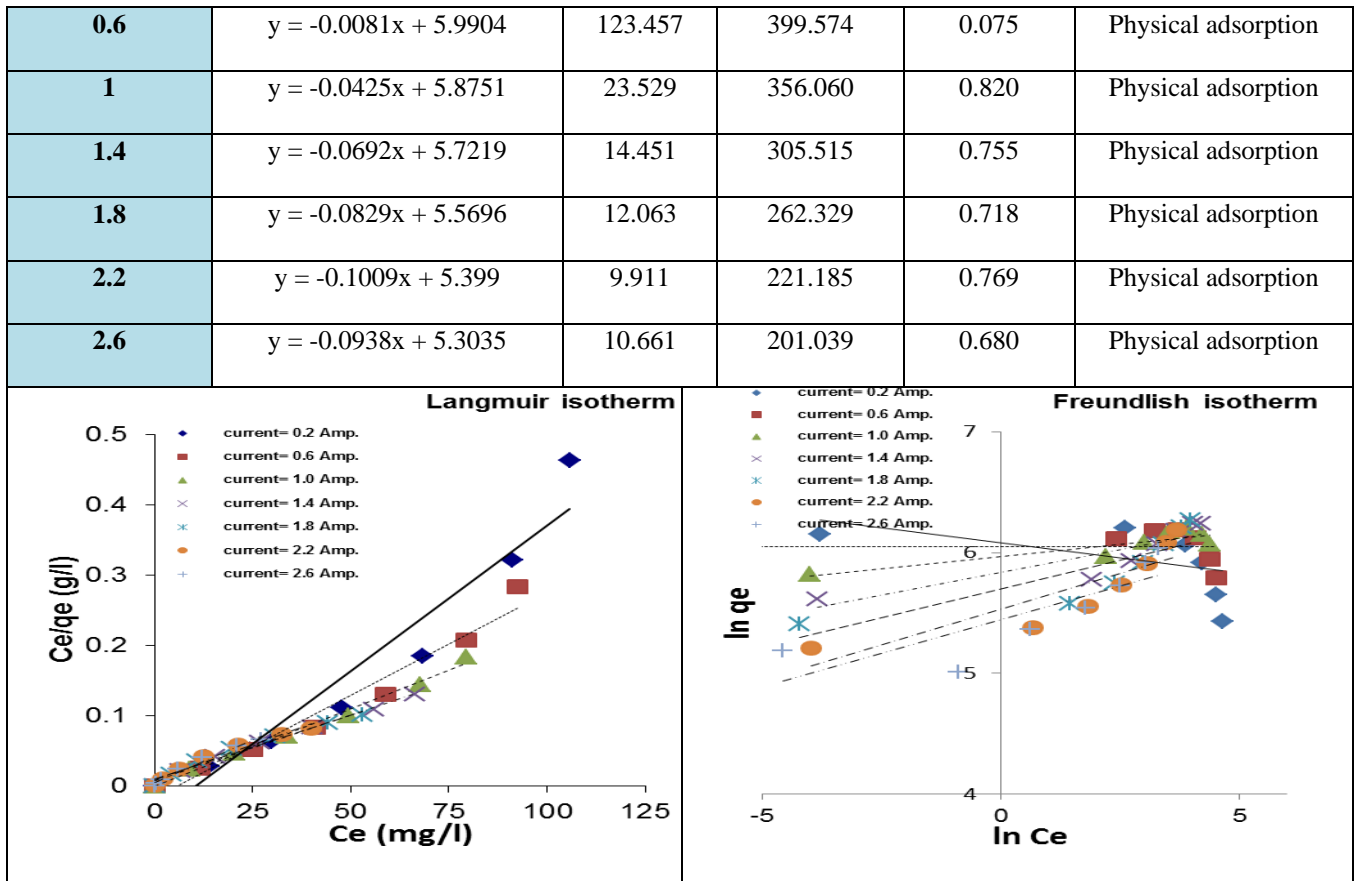 0.6 y = -0.0081x + 5.9904 123.457 399.574 0.075 Physical adsorption
1 y = -0.0425x + 5.8751 23.529 356.060 0.820 Physical adsorption
1.4 y = -0.0692x + 5.7219 14.451 305.515 0.755 Physical adsorption
1.8 y = -0.0829x + 5.5696 12.063 262.329 0.718 Physical adsorption
2.2 y = -0.1009x + 5.399 9.911 221.185 0.769 Physical adsorption
2.6 y = -0.0938x + 5.3035 10.661 201.039 0.680 Physical adsorption
Langmuir isotherm
current= 0.2 Amp.
current= 0.6 Amp.
current= 1.0 Amp.
current= 1.4 Amp.
current= 1.8 Amp.
current= 2.2 Amp.
current= 2.6 Amp.
0.5
0.4
0.3
0.2
0.1
0
Ce/qe (g/l)
0 25 50 75 100 125
Ce (mg/l)
Freundlish isotherm
current= 0.2 Amp.
current= 0.6 Amp.
current= 1.0 Amp.
current= 1.4 Amp.
current= 1.8 Amp.
current= 2.2 Amp.
current= 2.6 Amp.
7
6
5
4
ln qe
-5 0 5
ln Ce